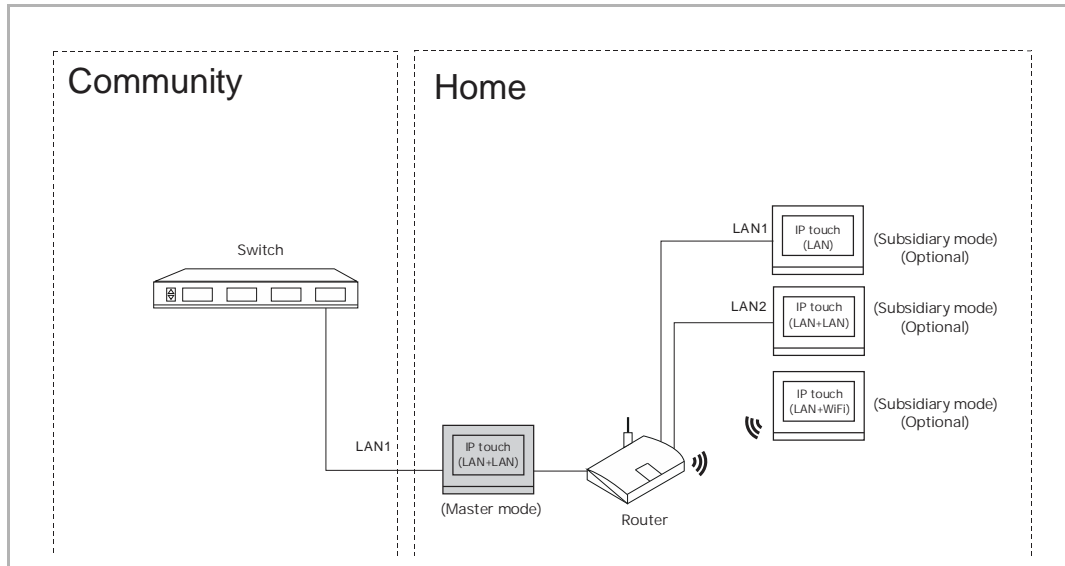 Community
Home
Switch
LAN1
IP touch
(LAN+LAN)
(Master mode)
Router
LAN1
IP touch
(LAN)
(Subsidiary mode)
(Optional)
LAN2
IP touch
(LAN+LAN)
(Subsidiary mode)
(Optional)
IP touch
(LAN+WiFi)
(Subsidiary mode)
(Optional)